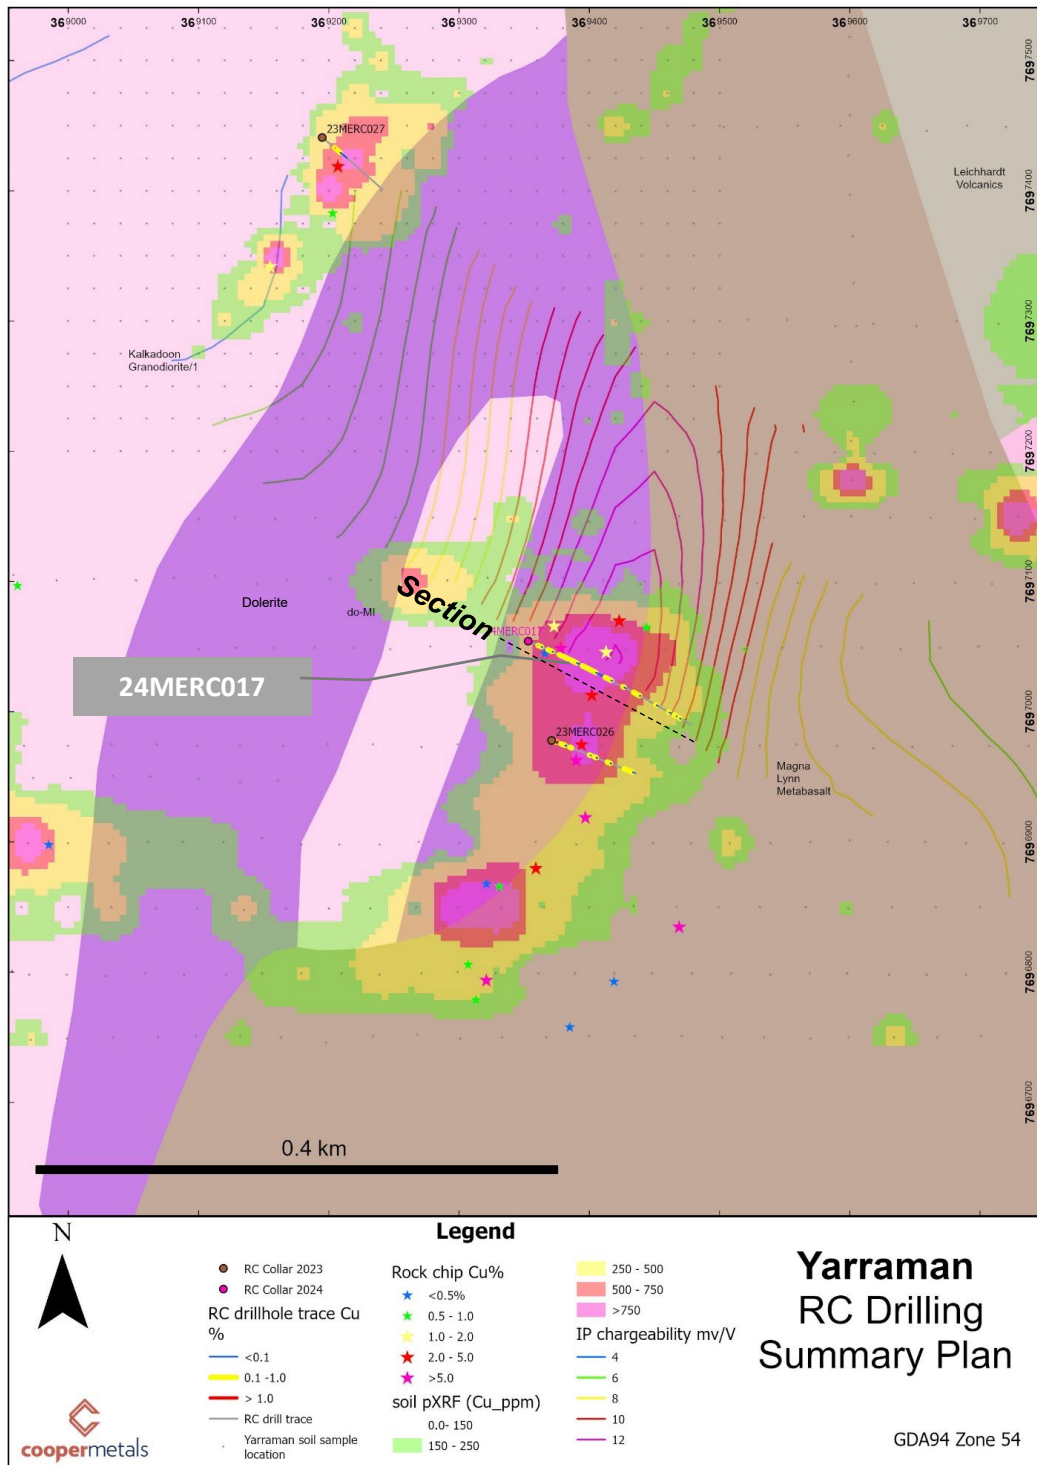 369000 369100 369200 369300 369400 369500 369600 369700
7697500
23MERC027
Leichhardt
Volcanics
7697400
7697300
Kalkadoon
Granodiorite/1
7697200
7697100
Section
Dolerite
do-MI
4MERC017
24MERC017
7697000
23MERC026
Magna
Lynn
Metabasalt
7696900
7696800
7696700
0.4 km
N
Legend
RC Collar 2023
RC Collar 2024
RC drillhole trace Cu
%
<0.1
0.1 -1.0
> 1.0
RC drill trace
Yarraman soil sample
location
Rock chip Cu%
<0.5%
0.5 - 1.0
1.0 - 2.0
2.0 - 5.0
>5.0
soil pXRF (Cu_ppm)
0.0- 150
150 - 250
250 - 500
500 - 750
>750
IP chargeability mv/V
4
6
8
10
12
Yarraman
RC Drilling
Summary Plan
coopermetals
GDA94 Zone 54